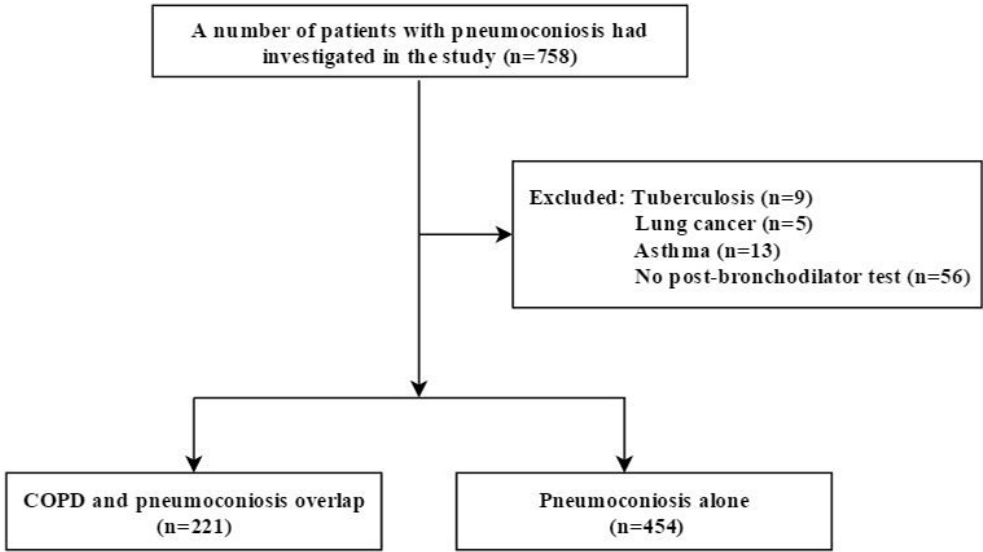 A number of patients with pneumoconiosis had
investigated in the study (n=758)
Excluded: Tuberculosis (n=9)
Lung cancer (n=5)
Asthma (n=13)
No post-bronchodilator test (n=56)
COPD and pneumoconiosis overlap
(n=221)
Pneumoconiosis alone
(n=454)